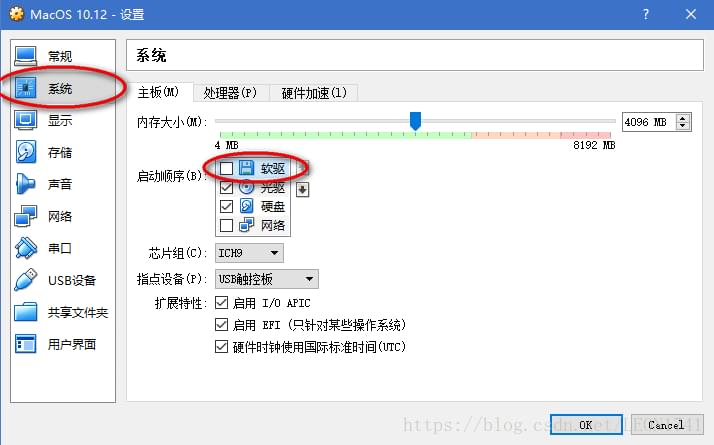 MacOS 10.12 - 设置
?
常规
系统
显示
存储
声音
网络
串口
USB设备
共享文件夹
用户界面
系统
主板(M) 处理器(P) 硬件加速(l)
内存大小(M): 4096 MB
4 MB 8192 MB
启动顺序(B): 软驱
光驱
硬盘
网络
芯片组(C): ICH9
指点设备(P): USB触控板
扩展特性: 启用 I/O APIC
启用 EFI (只针对某些操作系统)
硬件时钟使用国际标准时间(UTC)
OK Cancel